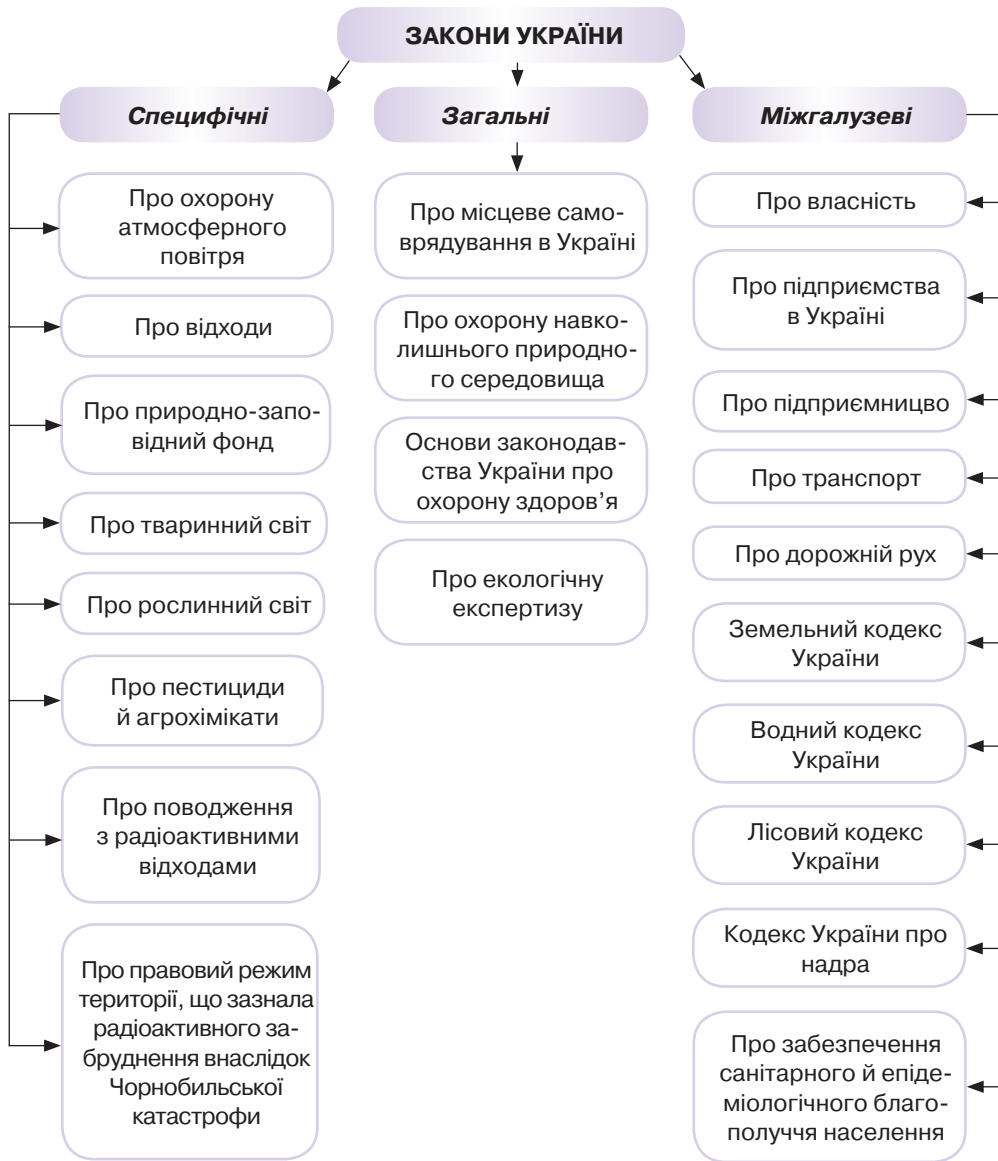 ЗАКОНИ УКРАЇНИ
Специфічні
Про охорону
атмосферного
повітря
Про відходи
Про природно-запо-
відний фонд
Про тваринний світ
Про рослинний світ
Про пестициди
й агрохімікати
Про поводження
з радіоактивними
відходами
Про правовий режим
території, що зазнала
радіоактивного за-
бруднення внаслідок
Чорнобильської
катастрофи
Загальні
Про місцеве само-
врядування в Україні
Про охорону навко-
лишнього природно-
го середовища
Основи законодав-
ства України про
охорону здоров’я
Про екологічну
експертизу
Міжгалузеві
Про власність
Про підприємства
в Україні
Про підприємництво
Про транспорт
Про дорожній рух
Земельний кодекс
України
Водний кодекс
України
Лісовий кодекс
України
Кодекс України про
надра
Про забезпечення
санітарного й епіде-
міологічного благо-
получчя населення